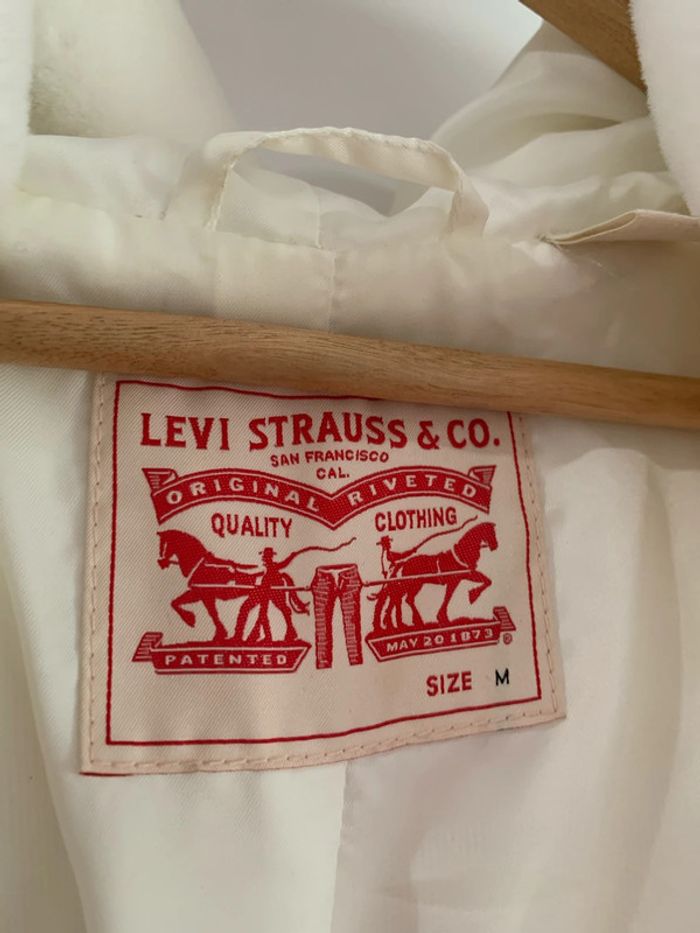 LEVI STRAUSS & CO.
SAN FRANCISCO
CAL.
ORIGINAL RIVETED
QUALITY CLOTHING
PATENTED MAY 20 1873 ®
SIZE M